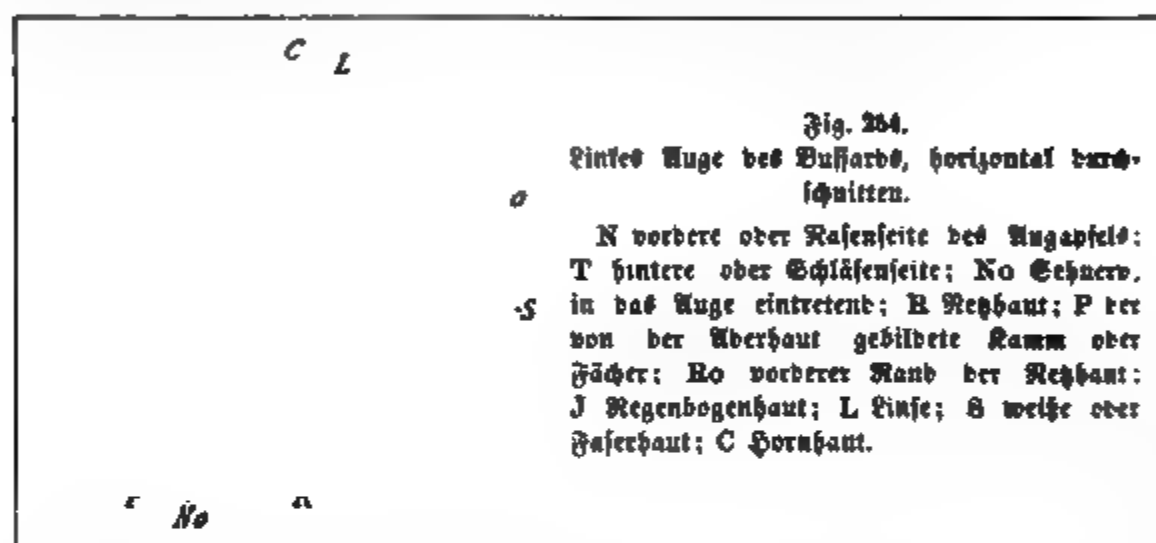 C L
Fig. 254.
Linkes Auge des Bussards, horizontal durch-
schnitten.
o
N vordere oder Nasenseite des Augapfels;
T hintere oder Schläfenseite; No Sehnerv,
-S in das Auge eintretend; R Netzhaut; P der
von der Aderhaut gebildete Kamm oder
Fächer; Ro vorderer Rand der Netzhaut;
J Regenbogenhaut; L Linse; S weiße oder
Faserhaut; C Hornhaut.
No